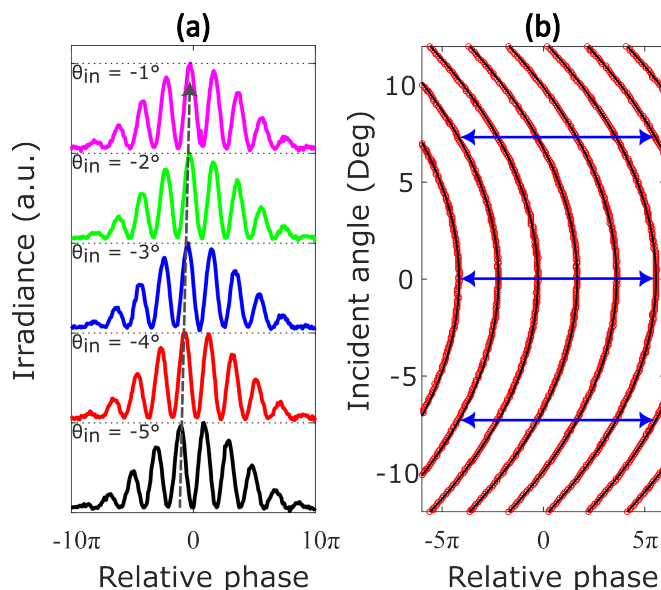 (a)
θin = -1°
θin = -2°
θin = -3°
θin = -4°
θin = -5°
Irradiance (a.u.)
-10π 0 10π
Relative phase
(b)
10
5
0
-5
-10
Incident angle (Deg)
-5π 0 5π
Relative phase